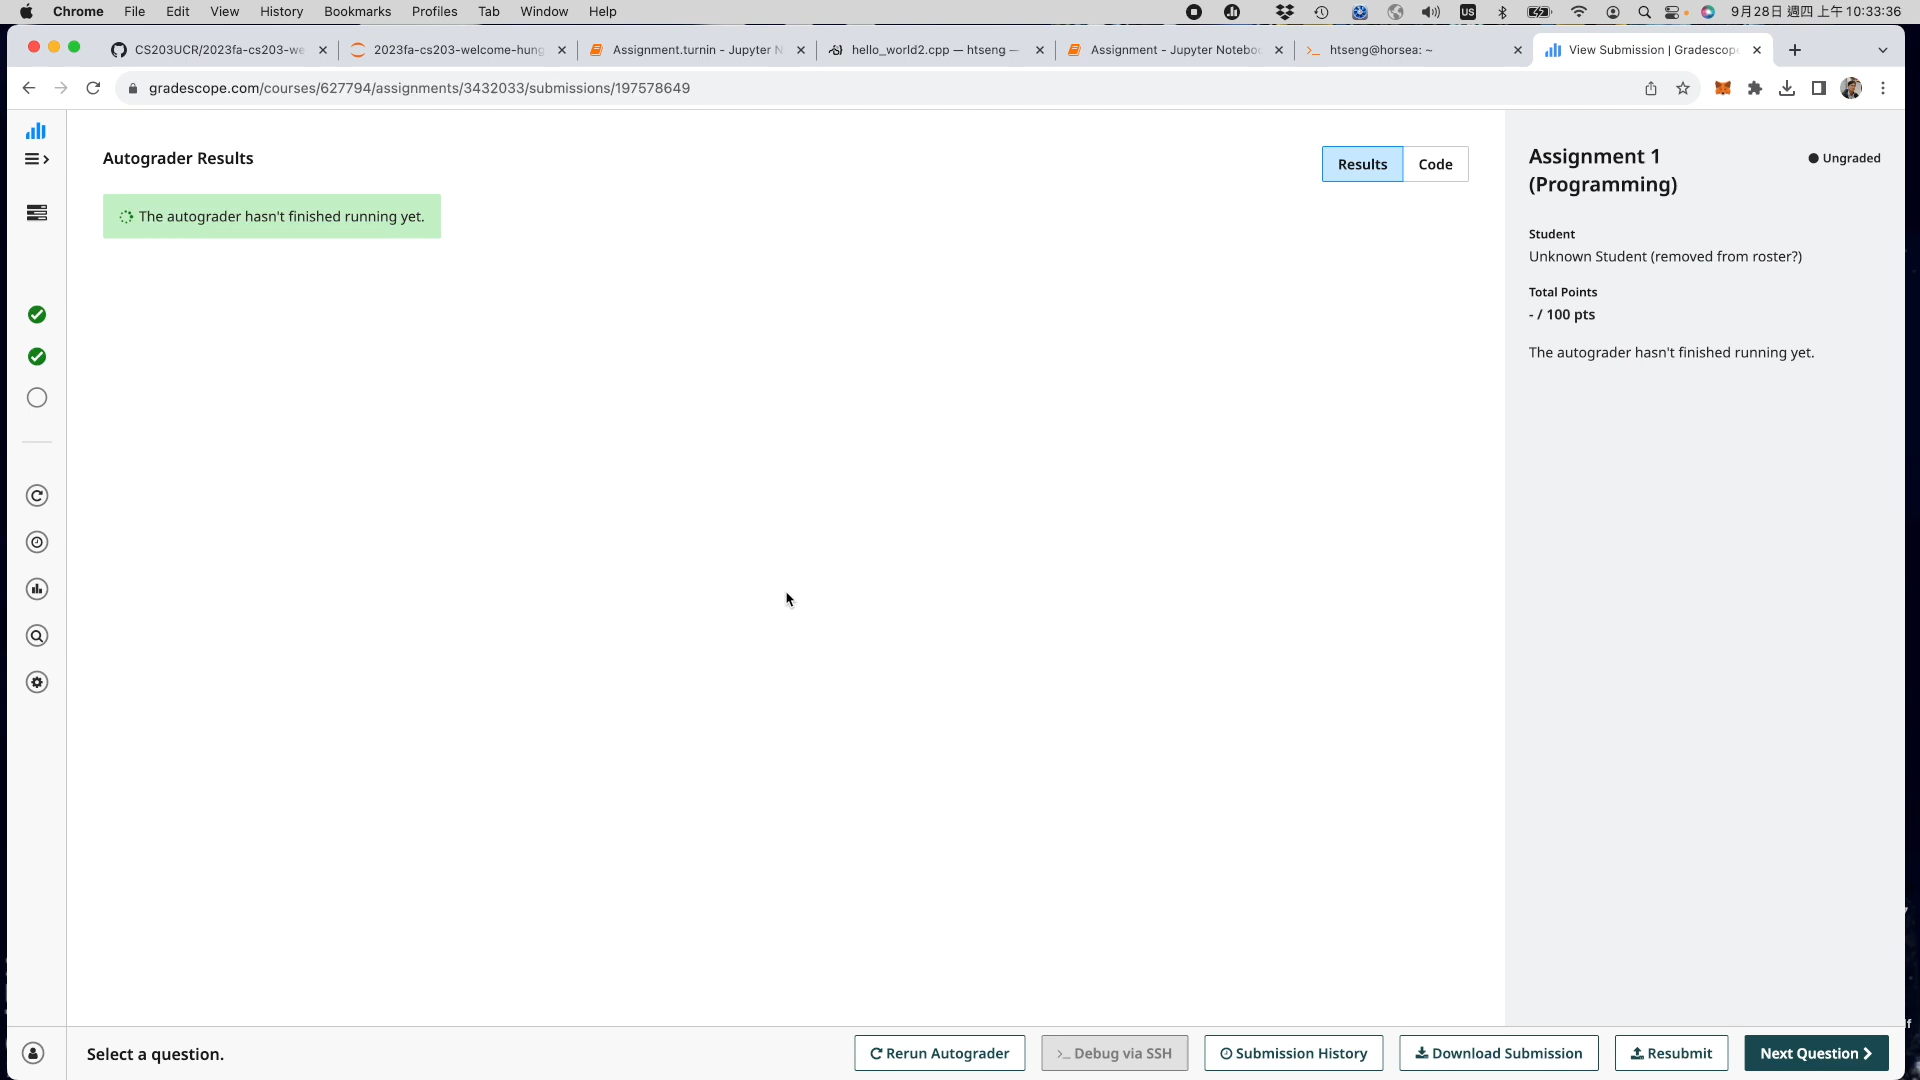 Chrome File Edit View History Bookmarks Profiles Tab Window Help US 9月28日 週四 上午 10:33:36
CS203UCR/2023fa-cs203-we 2023fa-cs203-welcome-hung Assignment.turnin - Jupyter N hello_world2.cpp — htseng — Assignment - Jupyter Notebo htseng@horsea: ~ View Submission | Gradescope
gradescope.com/courses/627794/assignments/3432033/submissions/197578649
Autograder Results
Results Code
The autograder hasn't finished running yet.
Assignment 1
(Programming)
Ungraded
Student
Unknown Student (removed from roster?)
Total Points
- / 100 pts
The autograder hasn't finished running yet.
Select a question.
Rerun Autograder >_ Debug via SSH Submission History Download Submission Resubmit Next Question